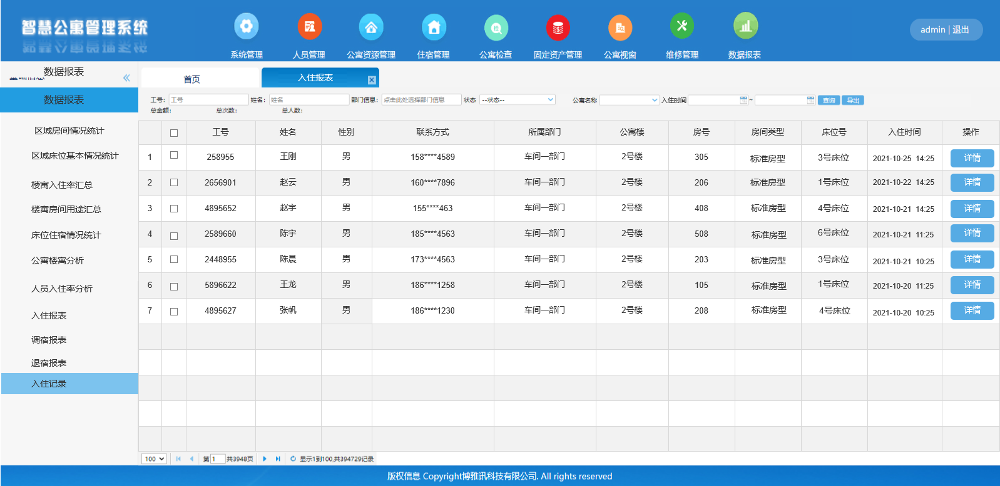 智慧公寓管理系统
系统管理 人员管理 公寓资源管理 住宿管理 公寓检查 固定资产管理 公寓视窗 维修管理 数据报表
admin | 退出
数据报表
首页 入住报表
数据报表
工号: 工号 姓名: 姓名 部门信息: 点击此处选择部门信息 状态 --状态-- 公寓名称 入住时间 ~ 查询 导出
总金额: 总次数: 总人数:
区域房间情况统计
区域床位基本情况统计
楼寓入住率汇总
楼寓房间用途汇总
床位住宿情况统计
公寓楼寓分析
人员入住率分析
入住报表
调宿报表
退宿报表
入住记录
工号 姓名 性别 联系方式 所属部门 公寓楼 房号 房间类型 床位号 入住时间 操作
1 258955 王刚 男 158****4589 车间一部门 2号楼 305 标准房型 3号床位 2021-10-25 14:25 详情
2 2656901 赵云 男 160****7896 车间一部门 2号楼 206 标准房型 1号床位 2021-10-22 14:25 详情
3 4895652 赵宇 男 155****463 车间一部门 2号楼 408 标准房型 4号床位 2021-10-21 14:25 详情
4 2589660 陈宇 男 185****4563 车间一部门 2号楼 508 标准房型 6号床位 2021-10-21 11:25 详情
5 2448955 陈晨 男 173****4563 车间一部门 2号楼 203 标准房型 3号床位 2021-10-21 10:25 详情
6 5896622 王龙 男 186****1258 车间一部门 2号楼 105 标准房型 1号床位 2021-10-20 11:25 详情
7 4895627 张帆 男 186****1230 车间一部门 2号楼 208 标准房型 4号床位 2021-10-20 10:25 详情
100 第 1 共3948页 显示1到100,共394729记录
版权信息 Copyright博雅讯科技有限公司. All rights reserved